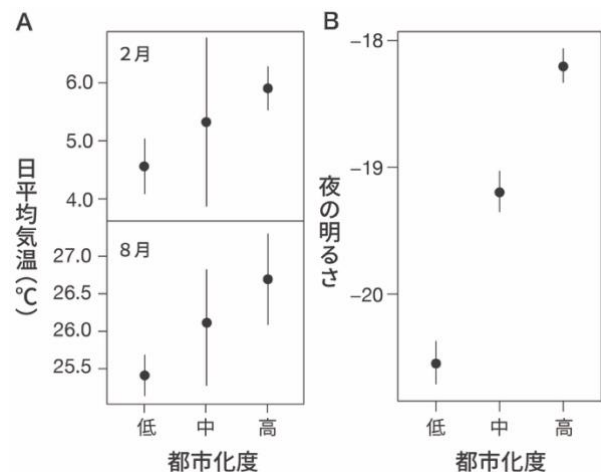 A
2月
6.0
5.0
4.0
日平均気温(℃)
8月
27.0
26.5
26.0
25.5
低 中 高
都市化度
B
-18
-19
-20
夜の明るさ
低 中 高
都市化度